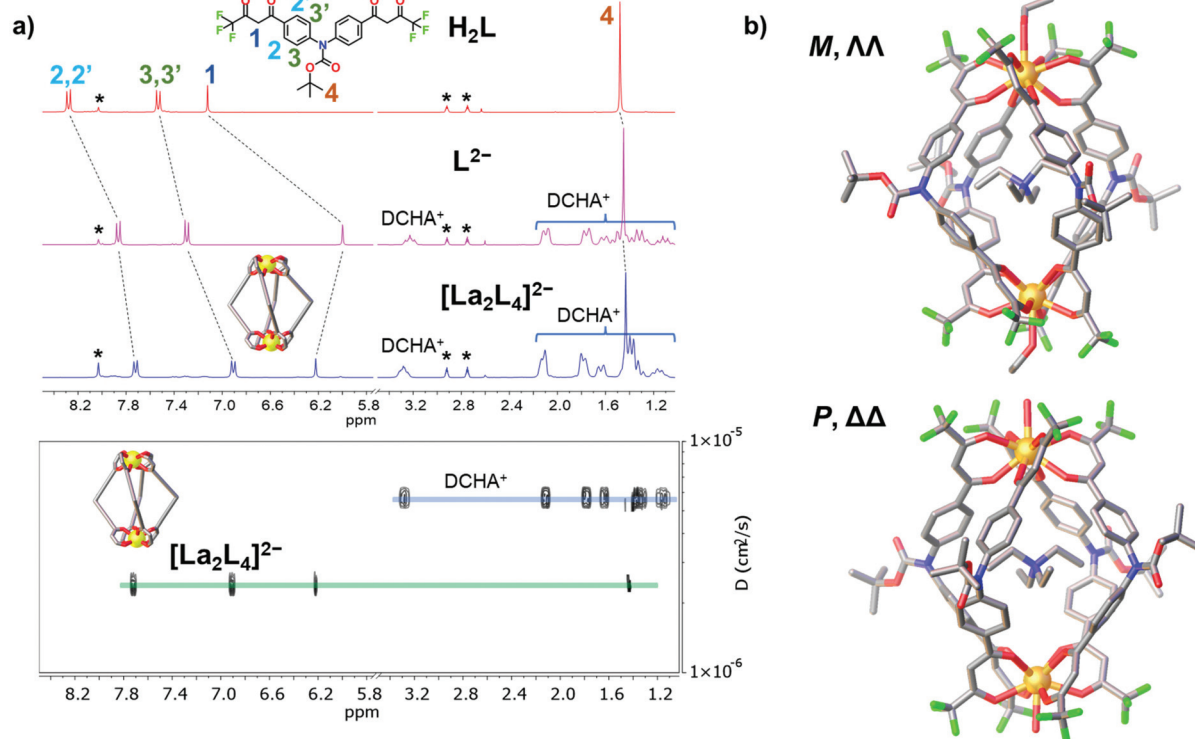 a)
O O O O
F F F F F F
2' 3'
1 2 3
N
O O
4
H₂L
4
2,2' * 3,3' 1 * *
L²⁻
DCHA⁺
DCHA⁺
* * *
[La₂L₄]²⁻
DCHA⁺
DCHA⁺
* * *
8.2 7.8 7.4 7.0 6.6 6.2 5.8 2.8 2.4 2.0 1.6 1.2
ppm
1×10⁻⁵
DCHA⁺
[La₂L₄]²⁻
D (cm²/s)
1×10⁻⁶
8.2 7.8 7.4 7.0 6.6 6.2 3.2 2.8 2.4 2.0 1.6 1.2
ppm
b)
M, ΛΛ
P, ΔΔ